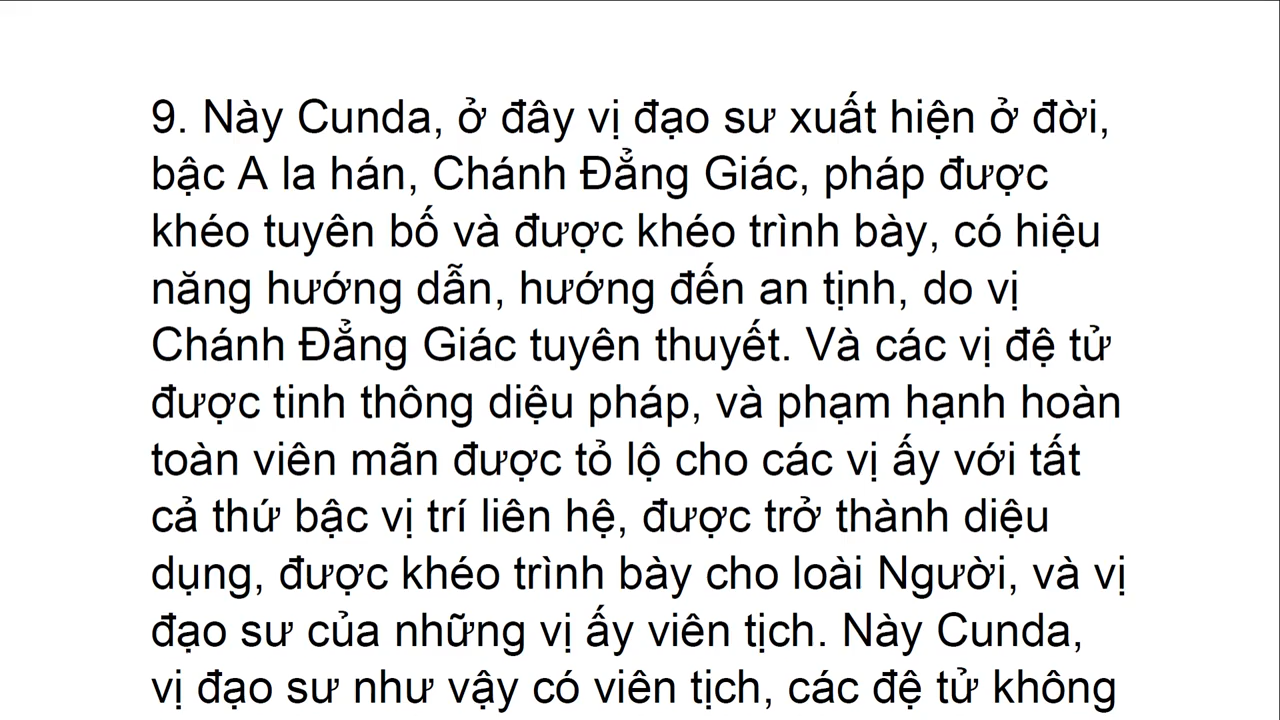 9. Này Cunda, ở đây vị đạo sư xuất hiện ở đời,
bậc A la hán, Chánh Đẳng Giác, pháp được
khéo tuyên bố và được khéo trình bày, có hiệu
năng hướng dẫn, hướng đến an tịnh, do vị
Chánh Đẳng Giác tuyên thuyết. Và các vị đệ tử
được tinh thông diệu pháp, và phạm hạnh hoàn
toàn viên mãn được tỏ lộ cho các vị ấy với tất
cả thứ bậc vị trí liên hệ, được trở thành diệu
dụng, được khéo trình bày cho loài Người, và vị
đạo sư của những vị ấy viên tịch. Này Cunda,
vị đạo sư như vậy có viên tịch, các đệ tử không